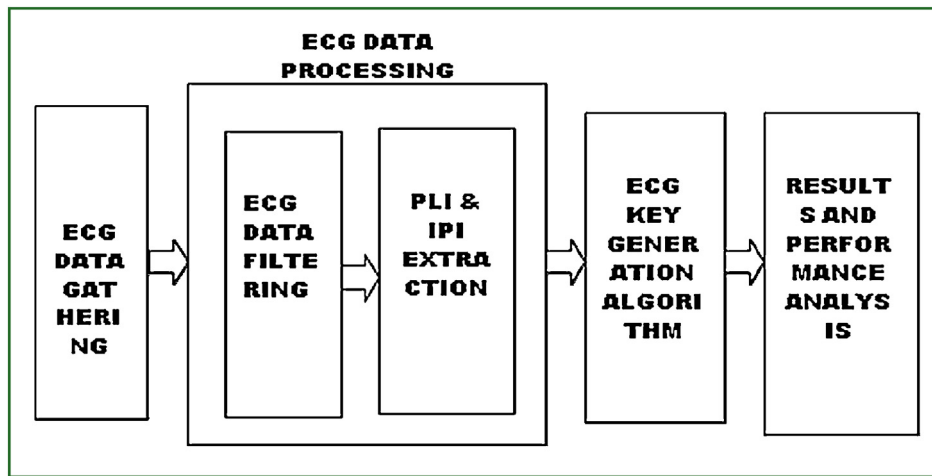 ECG DATA
PROCESSING
ECG
DATA
GAT
HERI
NG
ECG
DATA
FILTE
RING
PLI &
IPI
EXTRA
CTION
ECG
KEY
GENER
ATION
ALGORI
THM
RESULT
S AND
PERFOR
MANCE
ANALYS
IS